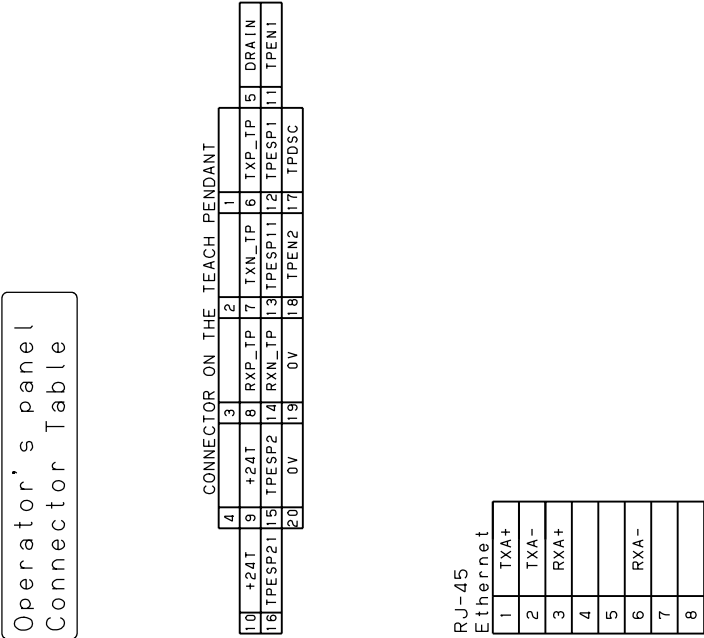 Operator's panel
Connector Table
CONNECTOR ON THE TEACH PENDANT
4 3 2 1
10 +24T 9 +24T 8 RXP_TP 7 TXN_TP 6 TXP_TP 5 DRAIN
16 TPESP21 15 TPESP2 14 RXN_TP 13 TPESP11 12 TPESP1 11 TPEN1
20 0V 19 0V 18 TPEN2 17 TPDSC
RJ-45
Ethernet
1 TXA+
2 TXA-
3 RXA+
4
5
6 RXA-
7
8